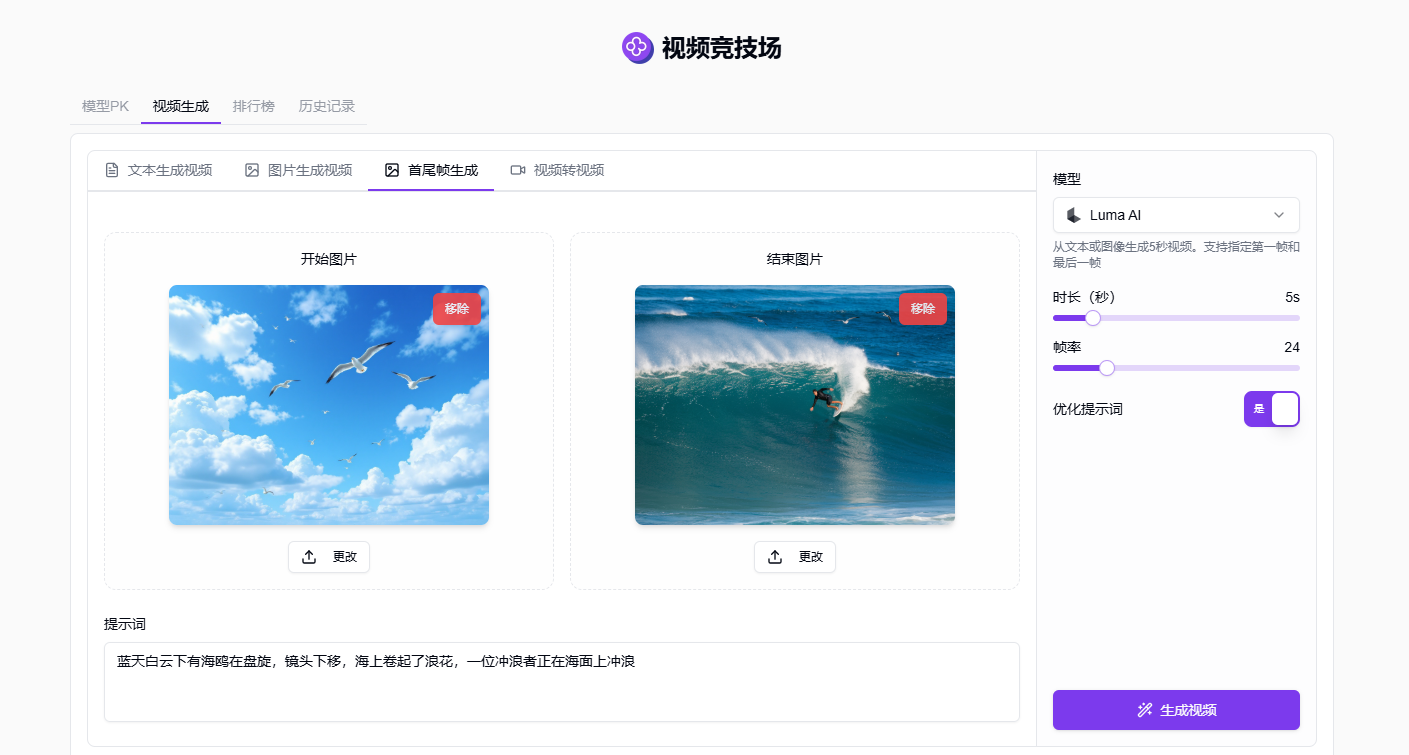 视频竞技场
模型PK
视频生成
排行榜
历史记录
文本生成视频
图片生成视频
首尾帧生成
视频转视频
开始图片
移除
更改
结束图片
移除
更改
提示词
蓝天白云下有海鸥在盘旋，镜头下移，海上卷起了浪花，一位冲浪者正在海面上冲浪
模型
Luma AI
从文本或图像生成5秒视频。支持指定第一帧和
最后一帧
时长（秒）
5s
帧率
24
优化提示词
是
生成视频